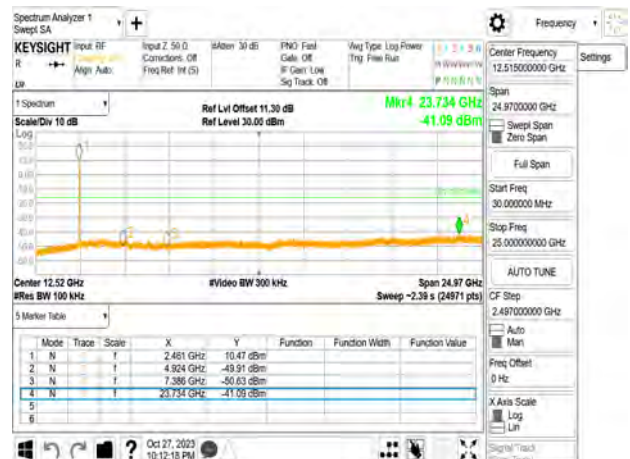 Spectrum Analyzer 1
Swept SA
+
Frequency
Settings
KEYSIGHT Input: RF
R
Align: Auto
Input Z: 50 Ω
Corrections: Off
Freq Ref: Int (S)
#Atten: 30 dB
PNO: Fast
Gate: Off
IF Gain: Low
Sig Track: Off
Avg Type: Log-Power
Trig: Free Run
1 Spectrum
Scale/Div 10 dB
Log
Ref Lvl Offset 11.30 dB
Ref Level 30.00 dBm
Mkr4 23.734 GHz
-41.09 dBm
1
2
3
4
Center 12.52 GHz
#Res BW 100 kHz
#Video BW 300 kHz
Span 24.97 GHz
Sweep ~2.39 s (24971 pts)
5 Marker Table
Mode Trace Scale X Y Function Function Width Function Value
1 N f 2.461 GHz 10.47 dBm
2 N f 4.924 GHz -49.91 dBm
3 N f 7.386 GHz -50.63 dBm
4 N f 23.734 GHz -41.09 dBm
5
6
Center Frequency
12.515000000 GHz
Span
24.9700000 GHz
Swept Span
Zero Span
Full Span
Start Freq
30.000000 MHz
Stop Freq
25.000000000 GHz
AUTO TUNE
CF Step
2.497000000 GHz
Auto
Man
Freq Offset
0 Hz
X Axis Scale
Log
Lin
Signal Track
?
Oct 27, 2023
10:12:18 PM